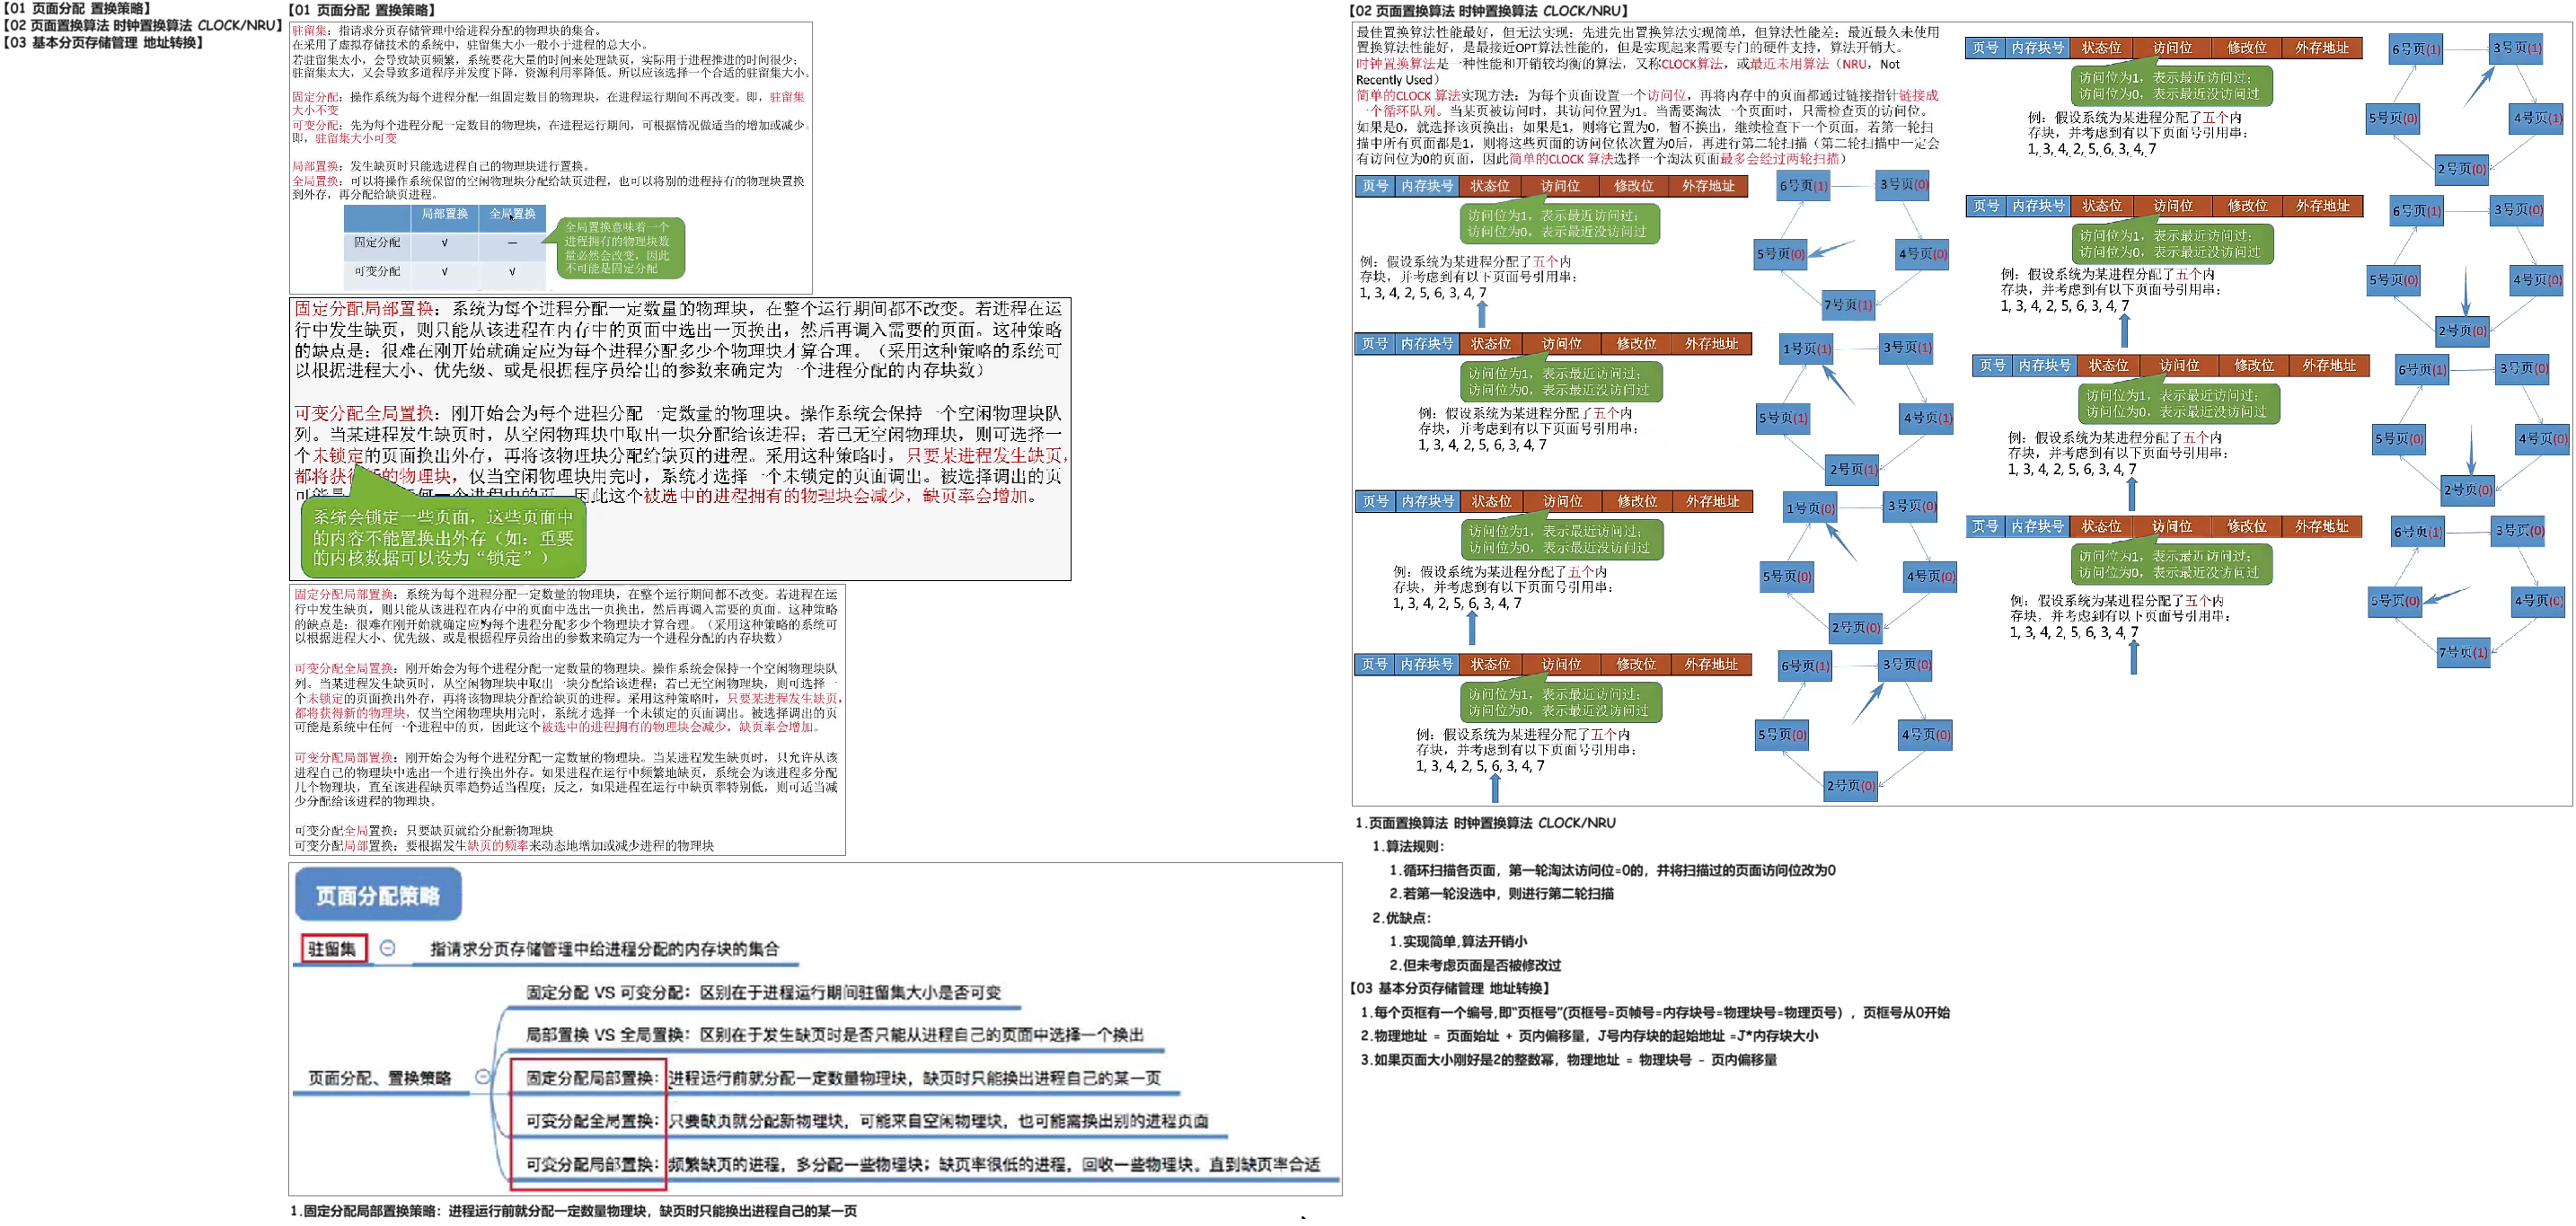 【01 页面分配 置换策略】
【02 页面置换算法 时钟置换算法 CLOCK/NRU】
【03 基本分页存储管理 地址转换】
【01 页面分配 置换策略】
驻留集：指请求分页存储管理中给进程分配的物理块的集合。
在采用了虚拟存储技术的系统中，驻留集大小一般小于进程的总大小。
若驻留集太小，会导致缺页频繁，系统要花大量的时间来处理缺页，实际用于进程推进的时间很少；
驻留集太大，又会导致多道程序并发度下降，资源利用率降低。所以应该选择一个合适的驻留集大小。
固定分配：操作系统为每个进程分配一组固定数目的物理块，在进程运行期间不再改变。即，驻留集
大小不变
可变分配：先为每个进程分配一定数目的物理块，在进程运行期间，可根据情况做适当的增加或减少。
即，驻留集大小可变
局部置换：发生缺页时只能选进程自己的物理块进行置换。
全局置换：可以将操作系统保留的空闲物理块分配给缺页进程，也可以将别的进程持有的物理块置换
到外存，再分配给缺页进程。
局部置换 全局置换
固定分配 √ —
可变分配 √ √
全局置换意味着一个
进程拥有的物理块数
量必然会改变，因此
不可能是固定分配
固定分配局部置换：系统为每个进程分配一定数量的物理块，在整个运行期间都不改变。若进程在运
行中发生缺页，则只能从该进程在内存中的页面中选出一页换出，然后再调入需要的页面。这种策略
的缺点是：很难在刚开始就确定应为每个进程分配多少个物理块才算合理。（采用这种策略的系统可
以根据进程大小、优先级、或是根据程序员给出的参数来确定为一个进程分配的内存块数）
可变分配全局置换：刚开始会为每个进程分配一定数量的物理块。操作系统会保持一个空闲物理块队
列。当某进程发生缺页时，从空闲物理块中取出一块分配给该进程；若已无空闲物理块，则可选择一
个未锁定的页面换出外存，再将该物理块分配给缺页的进程。采用这种策略时，只要某进程发生缺页，
都将获得新的物理块，仅当空闲物理块用完时，系统才选择一个未锁定的页面调出。被选择调出的页
因此这个被选中的进程拥有的物理块会减少，缺页率会增加。
系统会锁定一些页面，这些页面中
的内容不能置换出外存（如：重要
的内核数据可以设为“锁定”）
固定分配局部置换：系统为每个进程分配一定数量的物理块，在整个运行期间都不改变。若进程在运
行中发生缺页，则只能从该进程在内存中的页面中选出一页换出，然后再调入需要的页面。这种策略
的缺点是：很难在刚开始就确定应为每个进程分配多少个物理块才算合理。（采用这种策略的系统可
以根据进程大小、优先级、或是根据程序员给出的参数来确定为一个进程分配的内存块数）
可变分配全局置换：刚开始会为每个进程分配一定数量的物理块。操作系统会保持一个空闲物理块队
列。当某进程发生缺页时，从空闲物理块中取出一块分配给该进程；若已无空闲物理块，则可选择一
个未锁定的页面换出外存，再将该物理块分配给缺页的进程。采用这种策略时，只要某进程发生缺页，
都将获得新的物理块，仅当空闲物理块用完时，系统才选择一个未锁定的页面调出。被选择调出的页
可能是系统中任何一个进程中的页，因此这个被选中的进程拥有的物理块会减少，缺页率会增加。
可变分配局部置换：刚开始会为每个进程分配一定数量的物理块。当某进程发生缺页时，只允许从该
进程自己的物理块中选出一个进行换出外存。如果进程在运行中频繁地缺页，系统会为该进程多分配
几个物理块，直至该进程缺页率趋势适当程度；反之，如果进程在运行中缺页率特别低，则可适当减
少分配给该进程的物理块。
可变分配全局置换：只要缺页就给分配新物理块
可变分配局部置换：要根据发生缺页的频率来动态地增加或减少进程的物理块
页面分配策略
驻留集 指请求分页存储管理中给进程分配的内存块的集合
固定分配 VS 可变分配：区别在于进程运行期间驻留集大小是否可变
局部置换 VS 全局置换：区别在于发生缺页时是否只能从进程自己的页面中选择一个换出
页面分配、置换策略
固定分配局部置换：进程运行前就分配一定数量物理块，缺页时只能换出进程自己的某一页
可变分配全局置换：只要缺页就分配新物理块，可能来自空闲物理块，也可能需换出别的进程页面
可变分配局部置换：频繁缺页的进程，多分配一些物理块；缺页率很低的进程，回收一些物理块。直到缺页率合适
1.固定分配局部置换策略：进程运行前就分配一定数量物理块，缺页时只能换出进程自己的某一页
【02 页面置换算法 时钟置换算法 CLOCK/NRU】
最佳置换算法性能最好，但无法实现；先进先出置换算法实现简单，但算法性能差；最近最久未使用
置换算法性能好，是最接近OPT算法性能的，但是实现起来需要专门的硬件支持，算法开销大。
时钟置换算法是一种性能和开销较均衡的算法，又称CLOCK算法，或最近未用算法（NRU，Not
Recently Used）
简单的CLOCK 算法实现方法：为每个页面设置一个访问位，再将内存中的页面都通过链接指针链接成
一个循环队列。当某页被访问时，其访问位置为1。当需要淘汰一个页面时，只需检查页的访问位。
如果是0，就选择该页换出；如果是1，则将它置为0，暂不换出，继续检查下一个页面，若第一轮扫
描中所有页面都是1，则将这些页面的访问位依次置为0后，再进行第二轮扫描（第二轮扫描中一定会
有访问位为0的页面，因此简单的CLOCK 算法选择一个淘汰页面最多会经过两轮扫描）
页号 内存块号 状态位 访问位 修改位 外存地址
访问位为1，表示最近访问过；
访问位为0，表示最近没访问过
例：假设系统为某进程分配了五个内
存块，并考虑到有以下页面号引用串：
1, 3, 4, 2, 5, 6, 3, 4, 7
6号页(1) 3号页(0)
5号页(0) 4号页(0)
7号页(1)
页号 内存块号 状态位 访问位 修改位 外存地址
访问位为1，表示最近访问过；
访问位为0，表示最近没访问过
例：假设系统为某进程分配了五个内
存块，并考虑到有以下页面号引用串：
1, 3, 4, 2, 5, 6, 3, 4, 7
1号页(1) 3号页(1)
5号页(1) 4号页(1)
2号页(1)
页号 内存块号 状态位 访问位 修改位 外存地址
访问位为1，表示最近访问过；
访问位为0，表示最近没访问过
例：假设系统为某进程分配了五个内
存块，并考虑到有以下页面号引用串：
1, 3, 4, 2, 5, 6, 3, 4, 7
1号页(0) 3号页(0)
5号页(0) 4号页(0)
2号页(0)
页号 内存块号 状态位 访问位 修改位 外存地址
访问位为1，表示最近访问过；
访问位为0，表示最近没访问过
例：假设系统为某进程分配了五个内
存块，并考虑到有以下页面号引用串：
1, 3, 4, 2, 5, 6, 3, 4, 7
6号页(1) 3号页(0)
5号页(0) 4号页(0)
2号页(0)
页号 内存块号 状态位 访问位 修改位 外存地址
访问位为1，表示最近访问过；
访问位为0，表示最近没访问过
例：假设系统为某进程分配了五个内
存块，并考虑到有以下页面号引用串：
1, 3, 4, 2, 5, 6, 3, 4, 7
6号页(1) 3号页(1)
5号页(0) 4号页(1)
2号页(0)
页号 内存块号 状态位 访问位 修改位 外存地址
访问位为1，表示最近访问过；
访问位为0，表示最近没访问过
例：假设系统为某进程分配了五个内
存块，并考虑到有以下页面号引用串：
1, 3, 4, 2, 5, 6, 3, 4, 7
6号页(1) 3号页(0)
5号页(0) 4号页(0)
2号页(0)
页号 内存块号 状态位 访问位 修改位 外存地址
访问位为1，表示最近访问过；
访问位为0，表示最近没访问过
例：假设系统为某进程分配了五个内
存块，并考虑到有以下页面号引用串：
1, 3, 4, 2, 5, 6, 3, 4, 7
6号页(1) 3号页(0)
5号页(0) 4号页(0)
2号页(0)
页号 内存块号 状态位 访问位 修改位 外存地址
访问位为1，表示最近访问过；
访问位为0，表示最近没访问过
例：假设系统为某进程分配了五个内
存块，并考虑到有以下页面号引用串：
1, 3, 4, 2, 5, 6, 3, 4, 7
6号页(1) 3号页(0)
5号页(0) 4号页(0)
7号页(1)
1.页面置换算法 时钟置换算法 CLOCK/NRU
1.算法规则：
1.循环扫描各页面，第一轮淘汰访问位=0的，并将扫描过的页面访问位改为0
2.若第一轮没选中，则进行第二轮扫描
2.优缺点：
1.实现简单,算法开销小
2.但未考虑页面是否被修改过
【03 基本分页存储管理 地址转换】
1.每个页框有一个编号,即“页框号”(页框号=页帧号=内存块号=物理块号=物理页号），页框号从0开始
2.物理地址 = 页面始址 + 页内偏移量，J号内存块的起始地址 =J*内存块大小
3.如果页面大小刚好是2的整数幂，物理地址 = 物理块号 - 页内偏移量